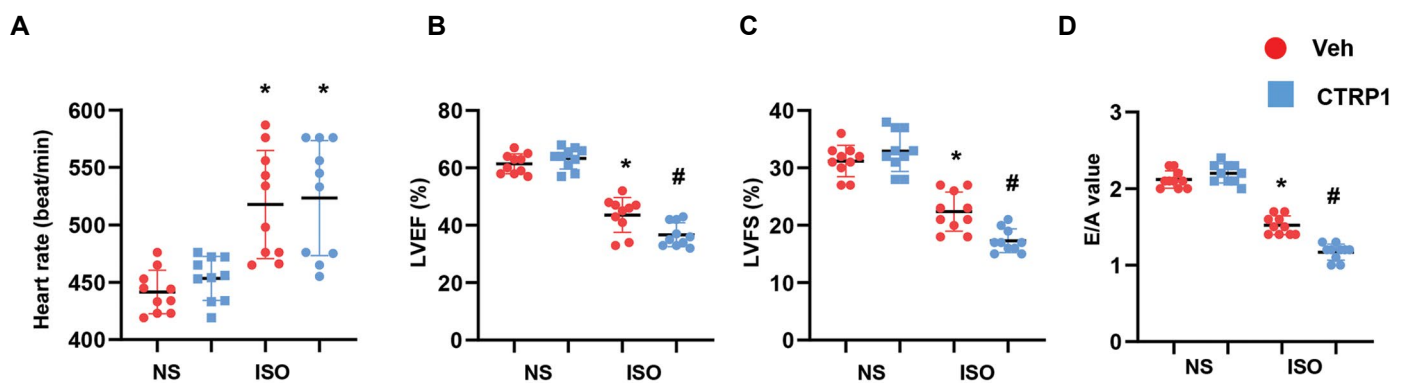 A
B
C
D
Veh
CTRP1
Heart rate (beat/min)
600
550
500
450
400
* *
NS ISO
LVEF (%)
80
60
40
20
0
* #
NS ISO
LVFS (%)
40
30
20
10
0
* #
NS ISO
E/A value
3
2
1
0
* #
NS ISO